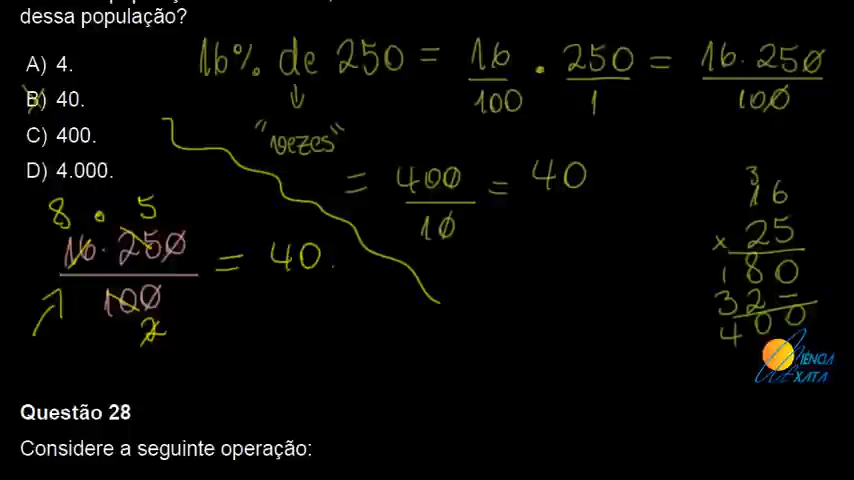 dessa população?
A) 4.
B) 40.
C) 400.
D) 4.000.
16% de 250 = 16/100 . 250/1 = 16.250/100
"vezes"
= 400/10 = 40
8 . 5
16.250/100 = 40.
2
3
16
x 25
180
32-
400
CIÊNCIA
EXATA
Questão 28
Considere a seguinte operação: